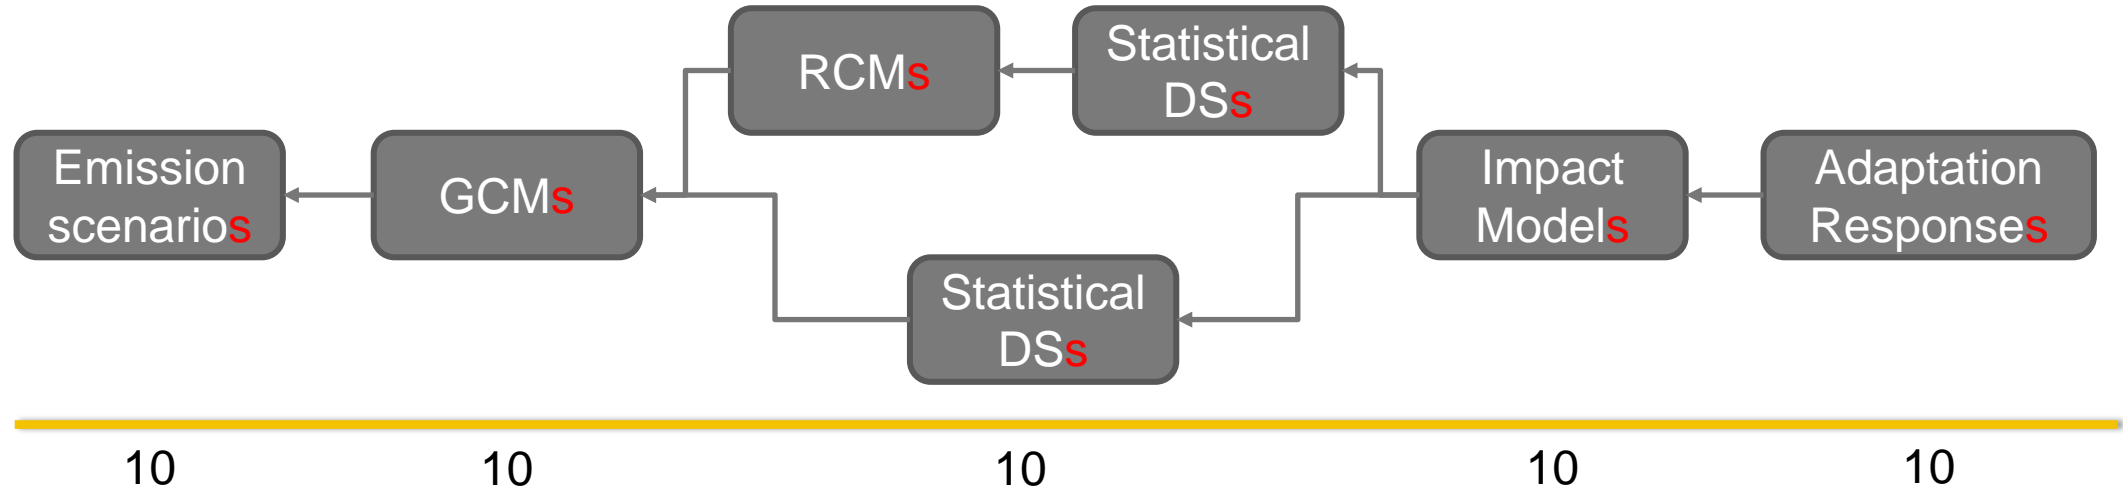 RCMs
Statistical
DSs
Emission
scenarios
GCMs
Impact
Models
Adaptation
Responses
Statistical
DSs
10
10
10
10
10